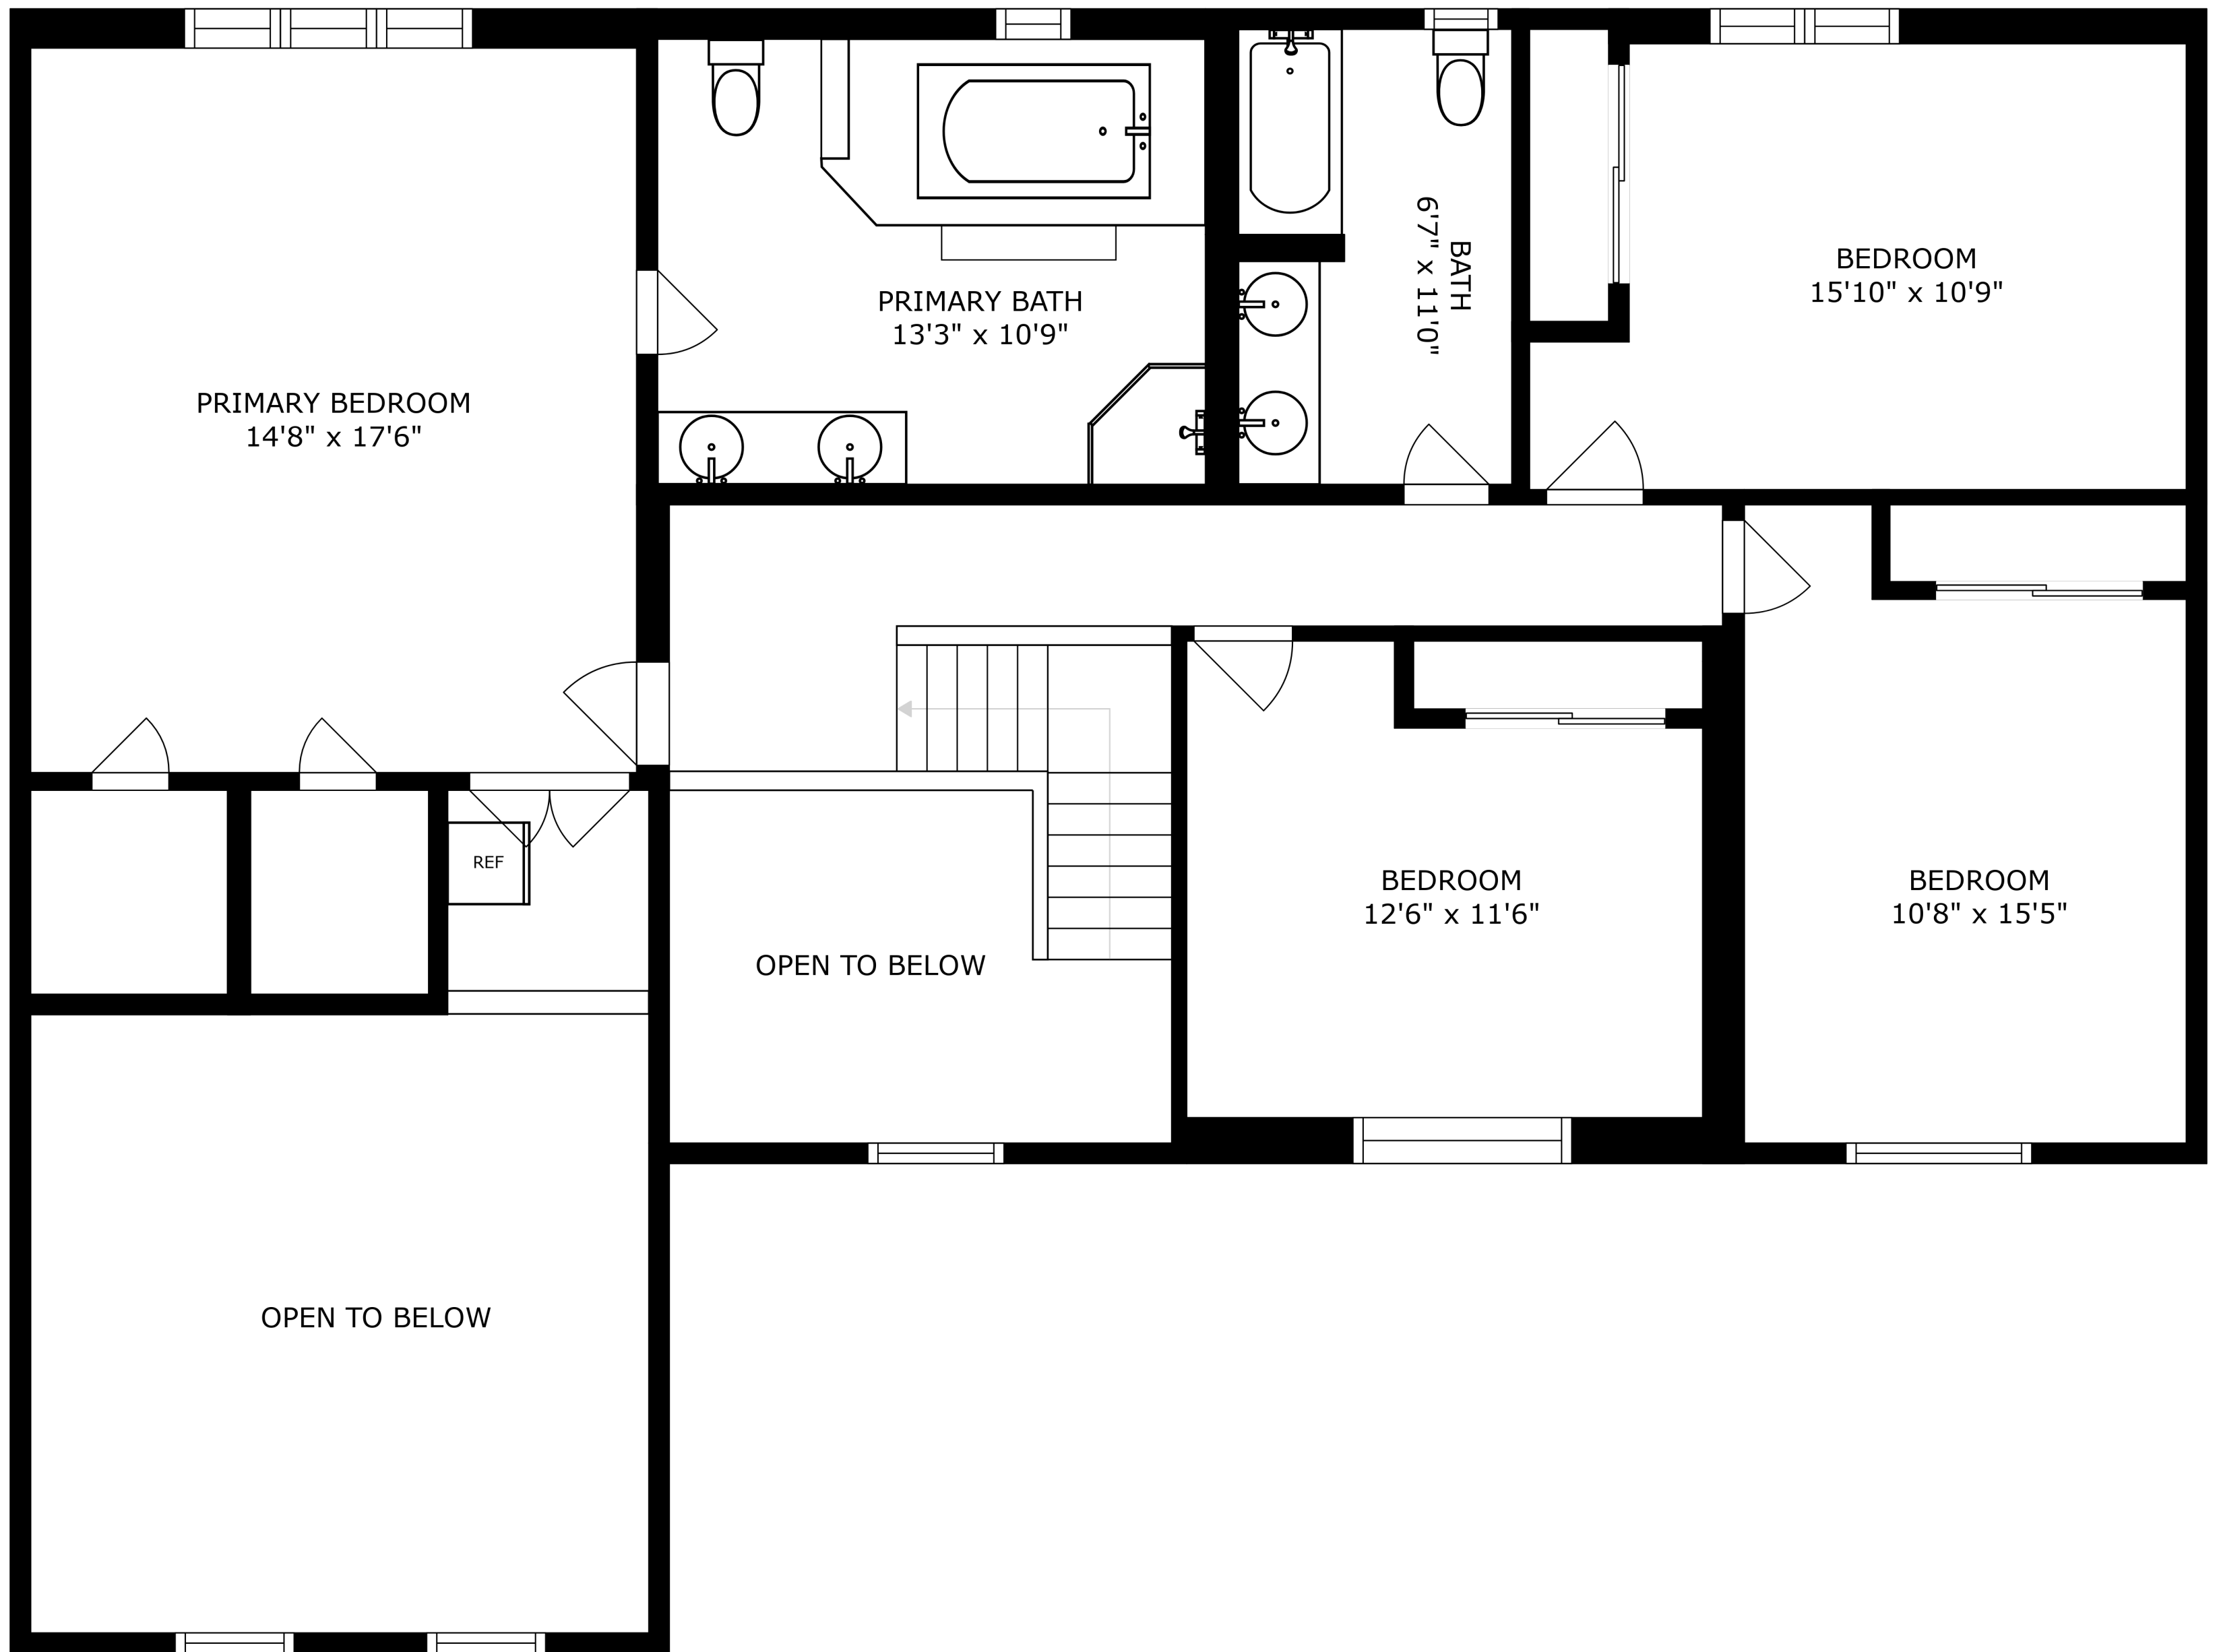 PRIMARY BEDROOM
14'8" x 17'6"
PRIMARY BATH
13'3" x 10'9"
BATH
6'7" x 11'0"
BEDROOM
15'10" x 10'9"
REF
OPEN TO BELOW
BEDROOM
12'6" x 11'6"
BEDROOM
10'8" x 15'5"
OPEN TO BELOW